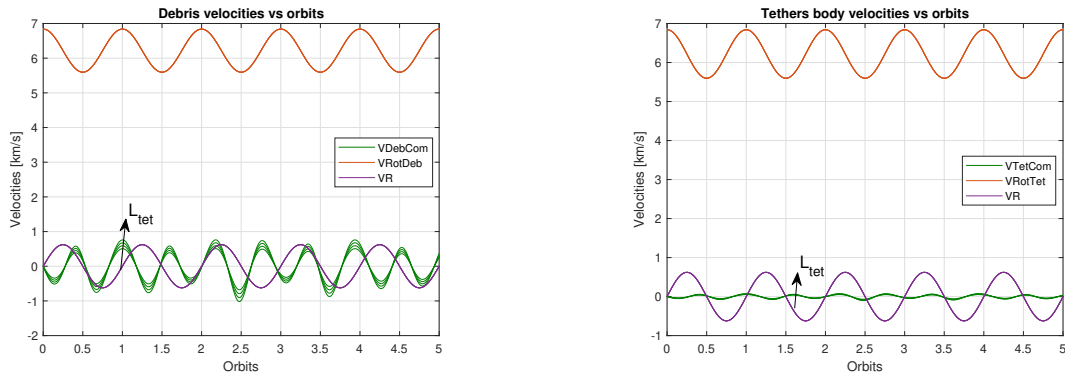 Debris velocities vs orbits
7
6
5
4
3
2
1
0
-1
-2
Velocities [km/s]
VDebCom
VRotDeb
VR
L_tet
0 0.5 1 1.5 2 2.5 3 3.5 4 4.5 5
Orbits
Tethers body velocities vs orbits
7
6
5
4
3
2
1
0
-1
Velocities [km/s]
VTetCom
VRotTet
VR
L_tet
0 0.5 1 1.5 2 2.5 3 3.5 4 4.5 5
Orbits